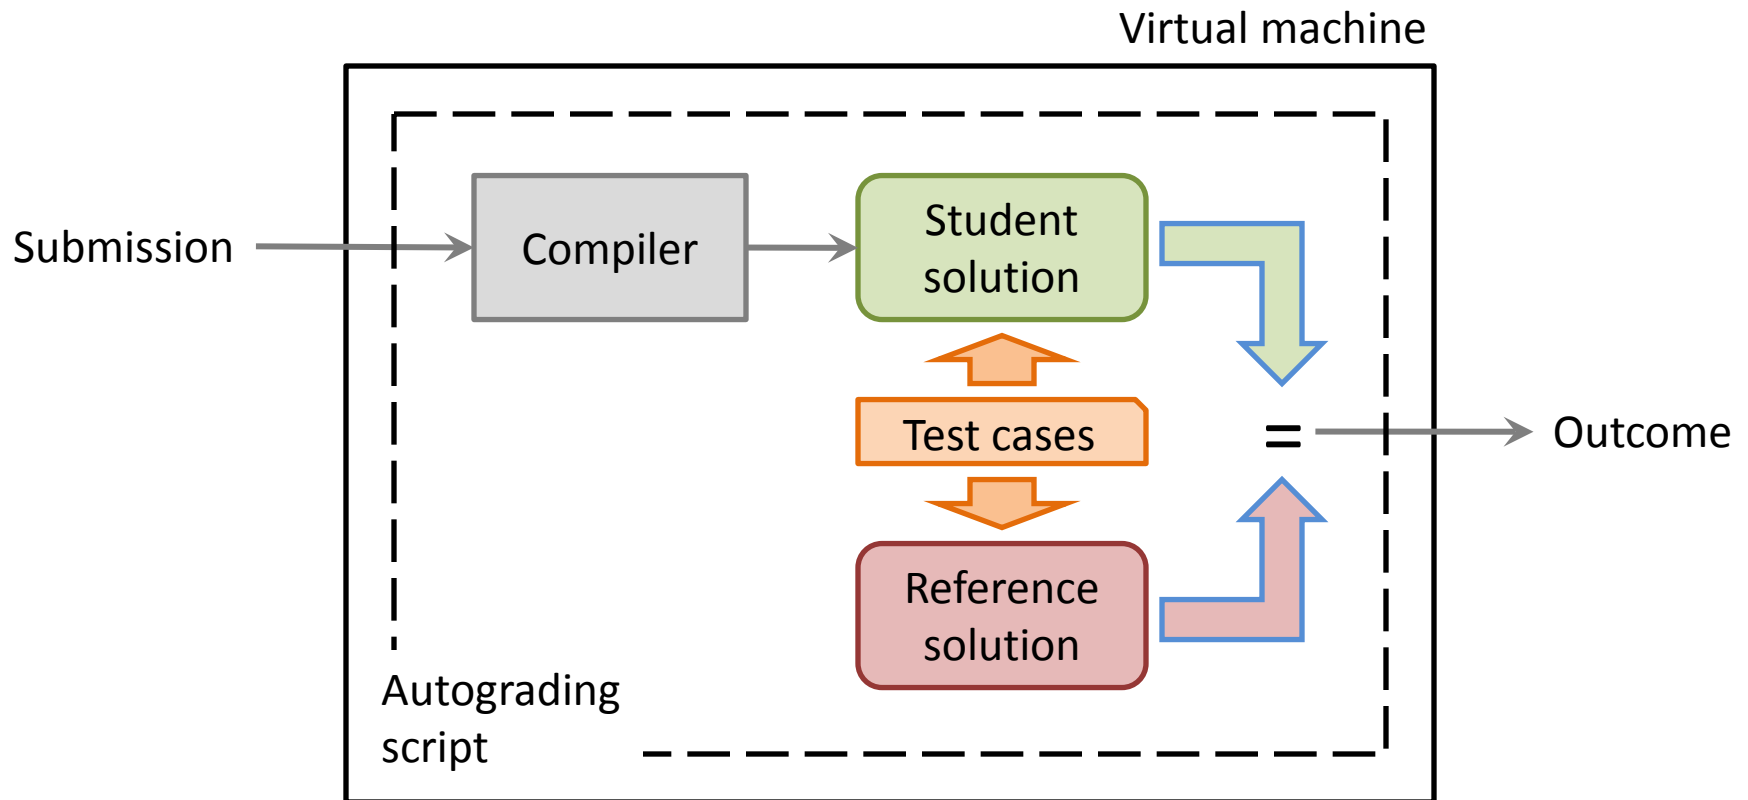 Virtual machine
Submission
Compiler
Student
solution
Test cases
=
Outcome
Reference
solution
Autograding
script